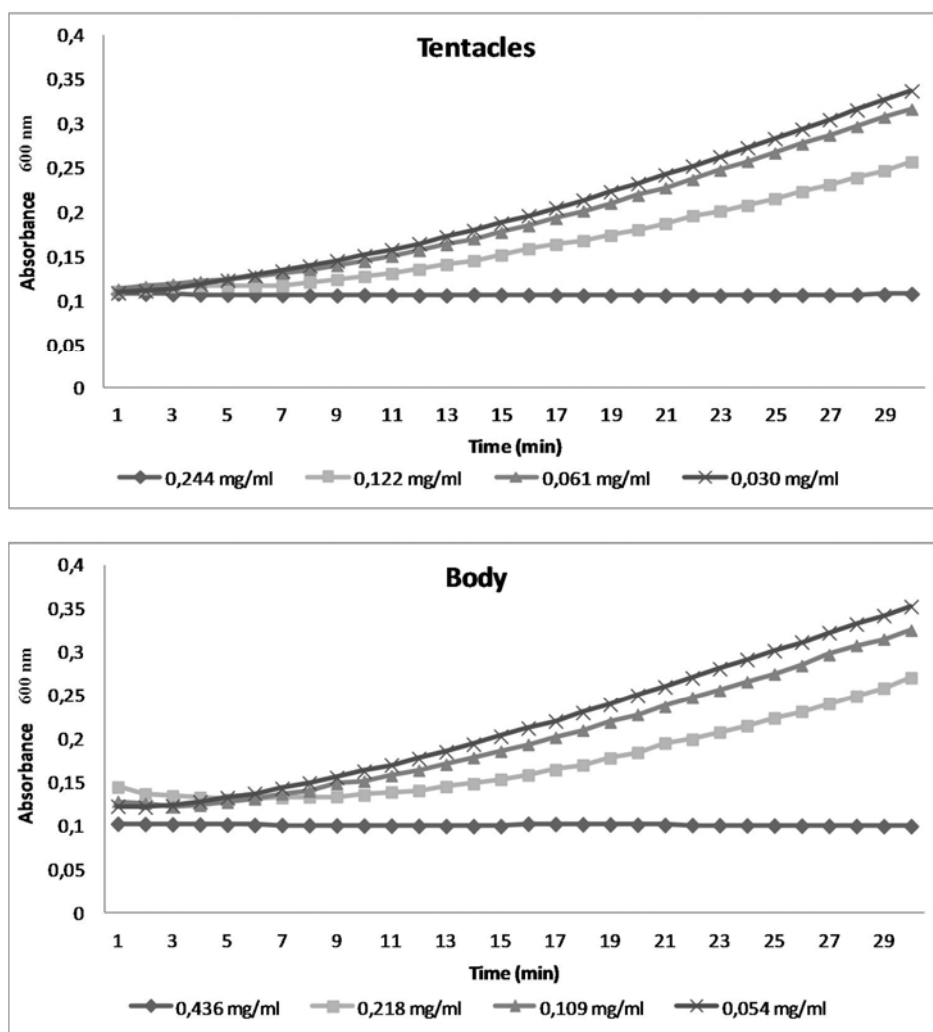 Tentacles
0,4
0,35
0,3
0,25
0,2
0,15
0,1
0,05
0
Absorbance 600 nm
1 3 5 7 9 11 13 15 17 19 21 23 25 27 29
Time (min)
0,244 mg/ml 0,122 mg/ml 0,061 mg/ml 0,030 mg/ml
Body
0,4
0,35
0,3
0,25
0,2
0,15
0,1
0,05
0
Absorbance 600 nm
1 3 5 7 9 11 13 15 17 19 21 23 25 27 29
Time (min)
0,436 mg/ml 0,218 mg/ml 0,109 mg/ml 0,054 mg/ml